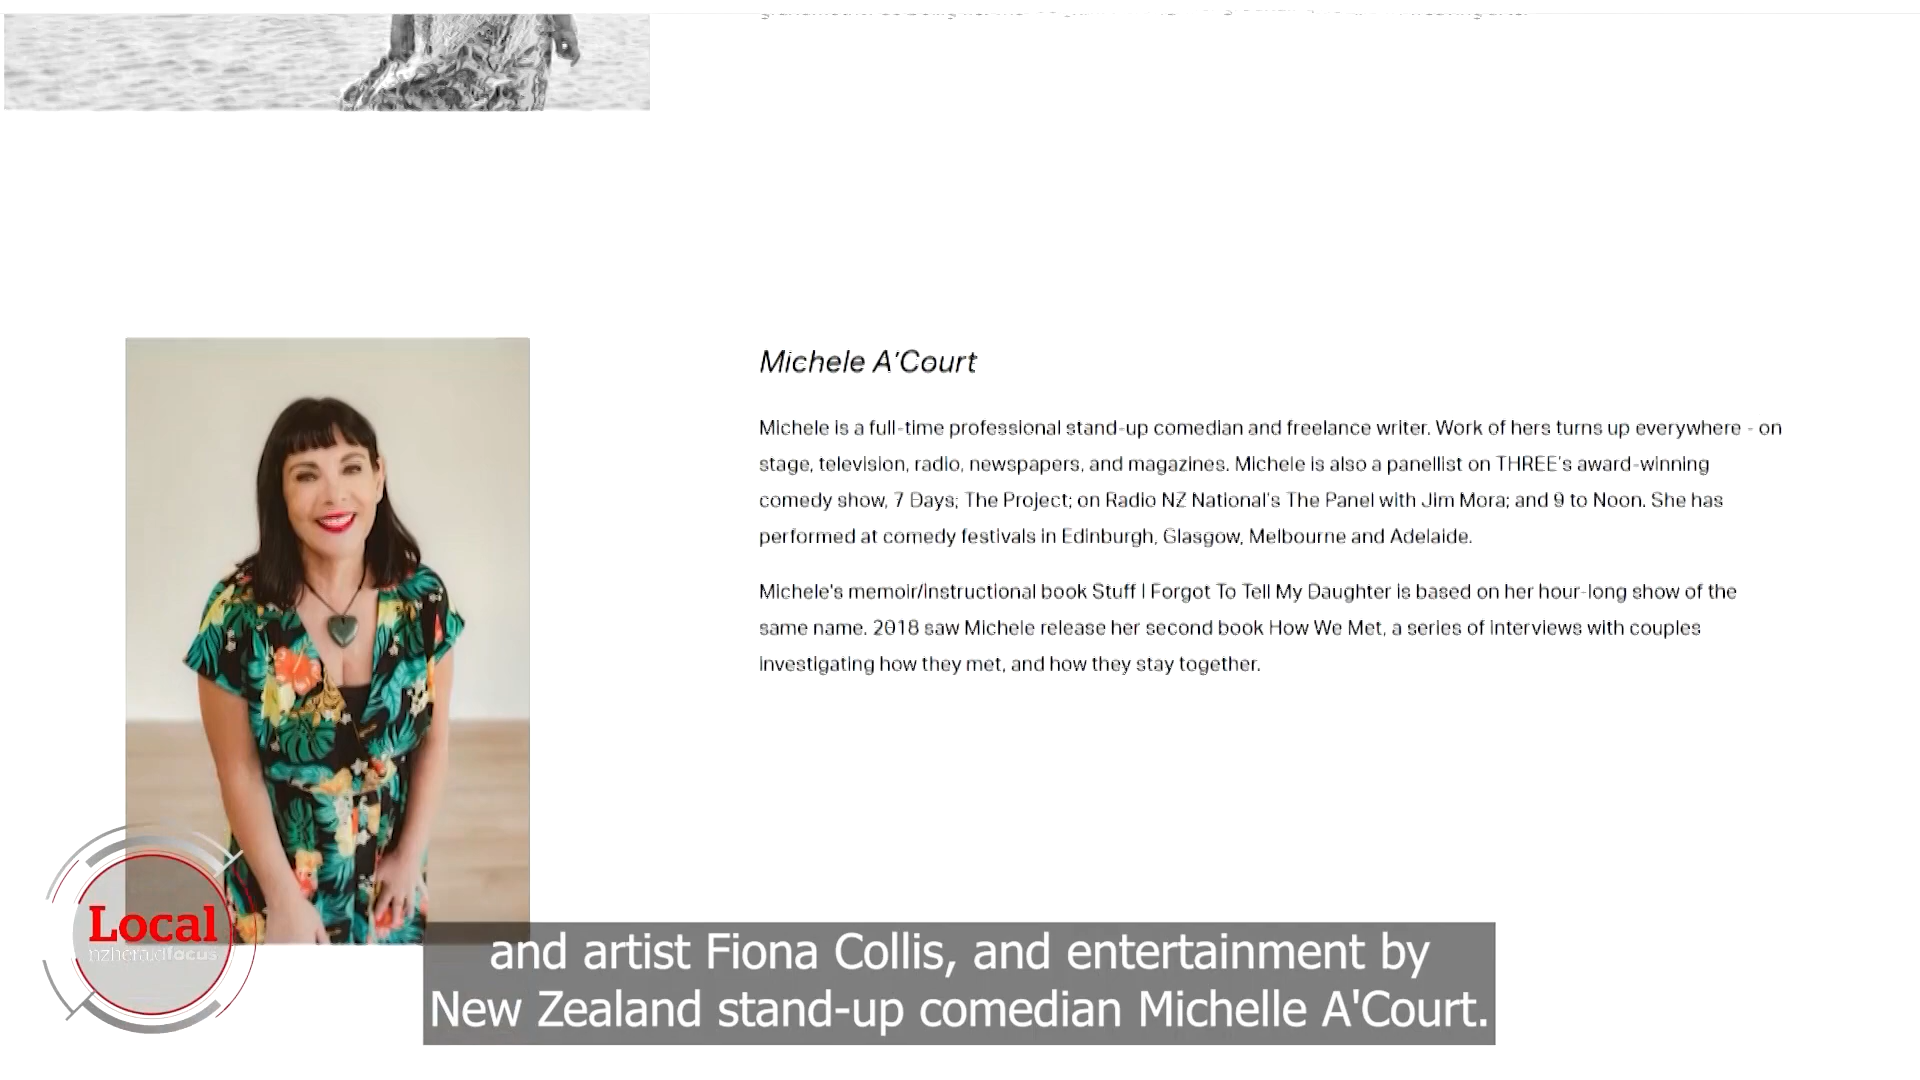 Michele A'Court
Michele is a full-time professional stand-up comedian and freelance writer. Work of hers turns up everywhere - on
stage, television, radio, newspapers, and magazines. Michele is also a panellist on THREE's award-winning
comedy show, 7 Days; The Project; on Radio NZ National's The Panel with Jim Mora; and 9 to Noon. She has
performed at comedy festivals in Edinburgh, Glasgow, Melbourne and Adelaide.
Michele's memoir/instructional book Stuff I Forgot To Tell My Daughter is based on her hour-long show of the
same name. 2018 saw Michele release her second book How We Met, a series of interviews with couples
investigating how they met, and how they stay together.
Local
nzheraldfocus
and artist Fiona Collis, and entertainment by
New Zealand stand-up comedian Michelle A'Court.